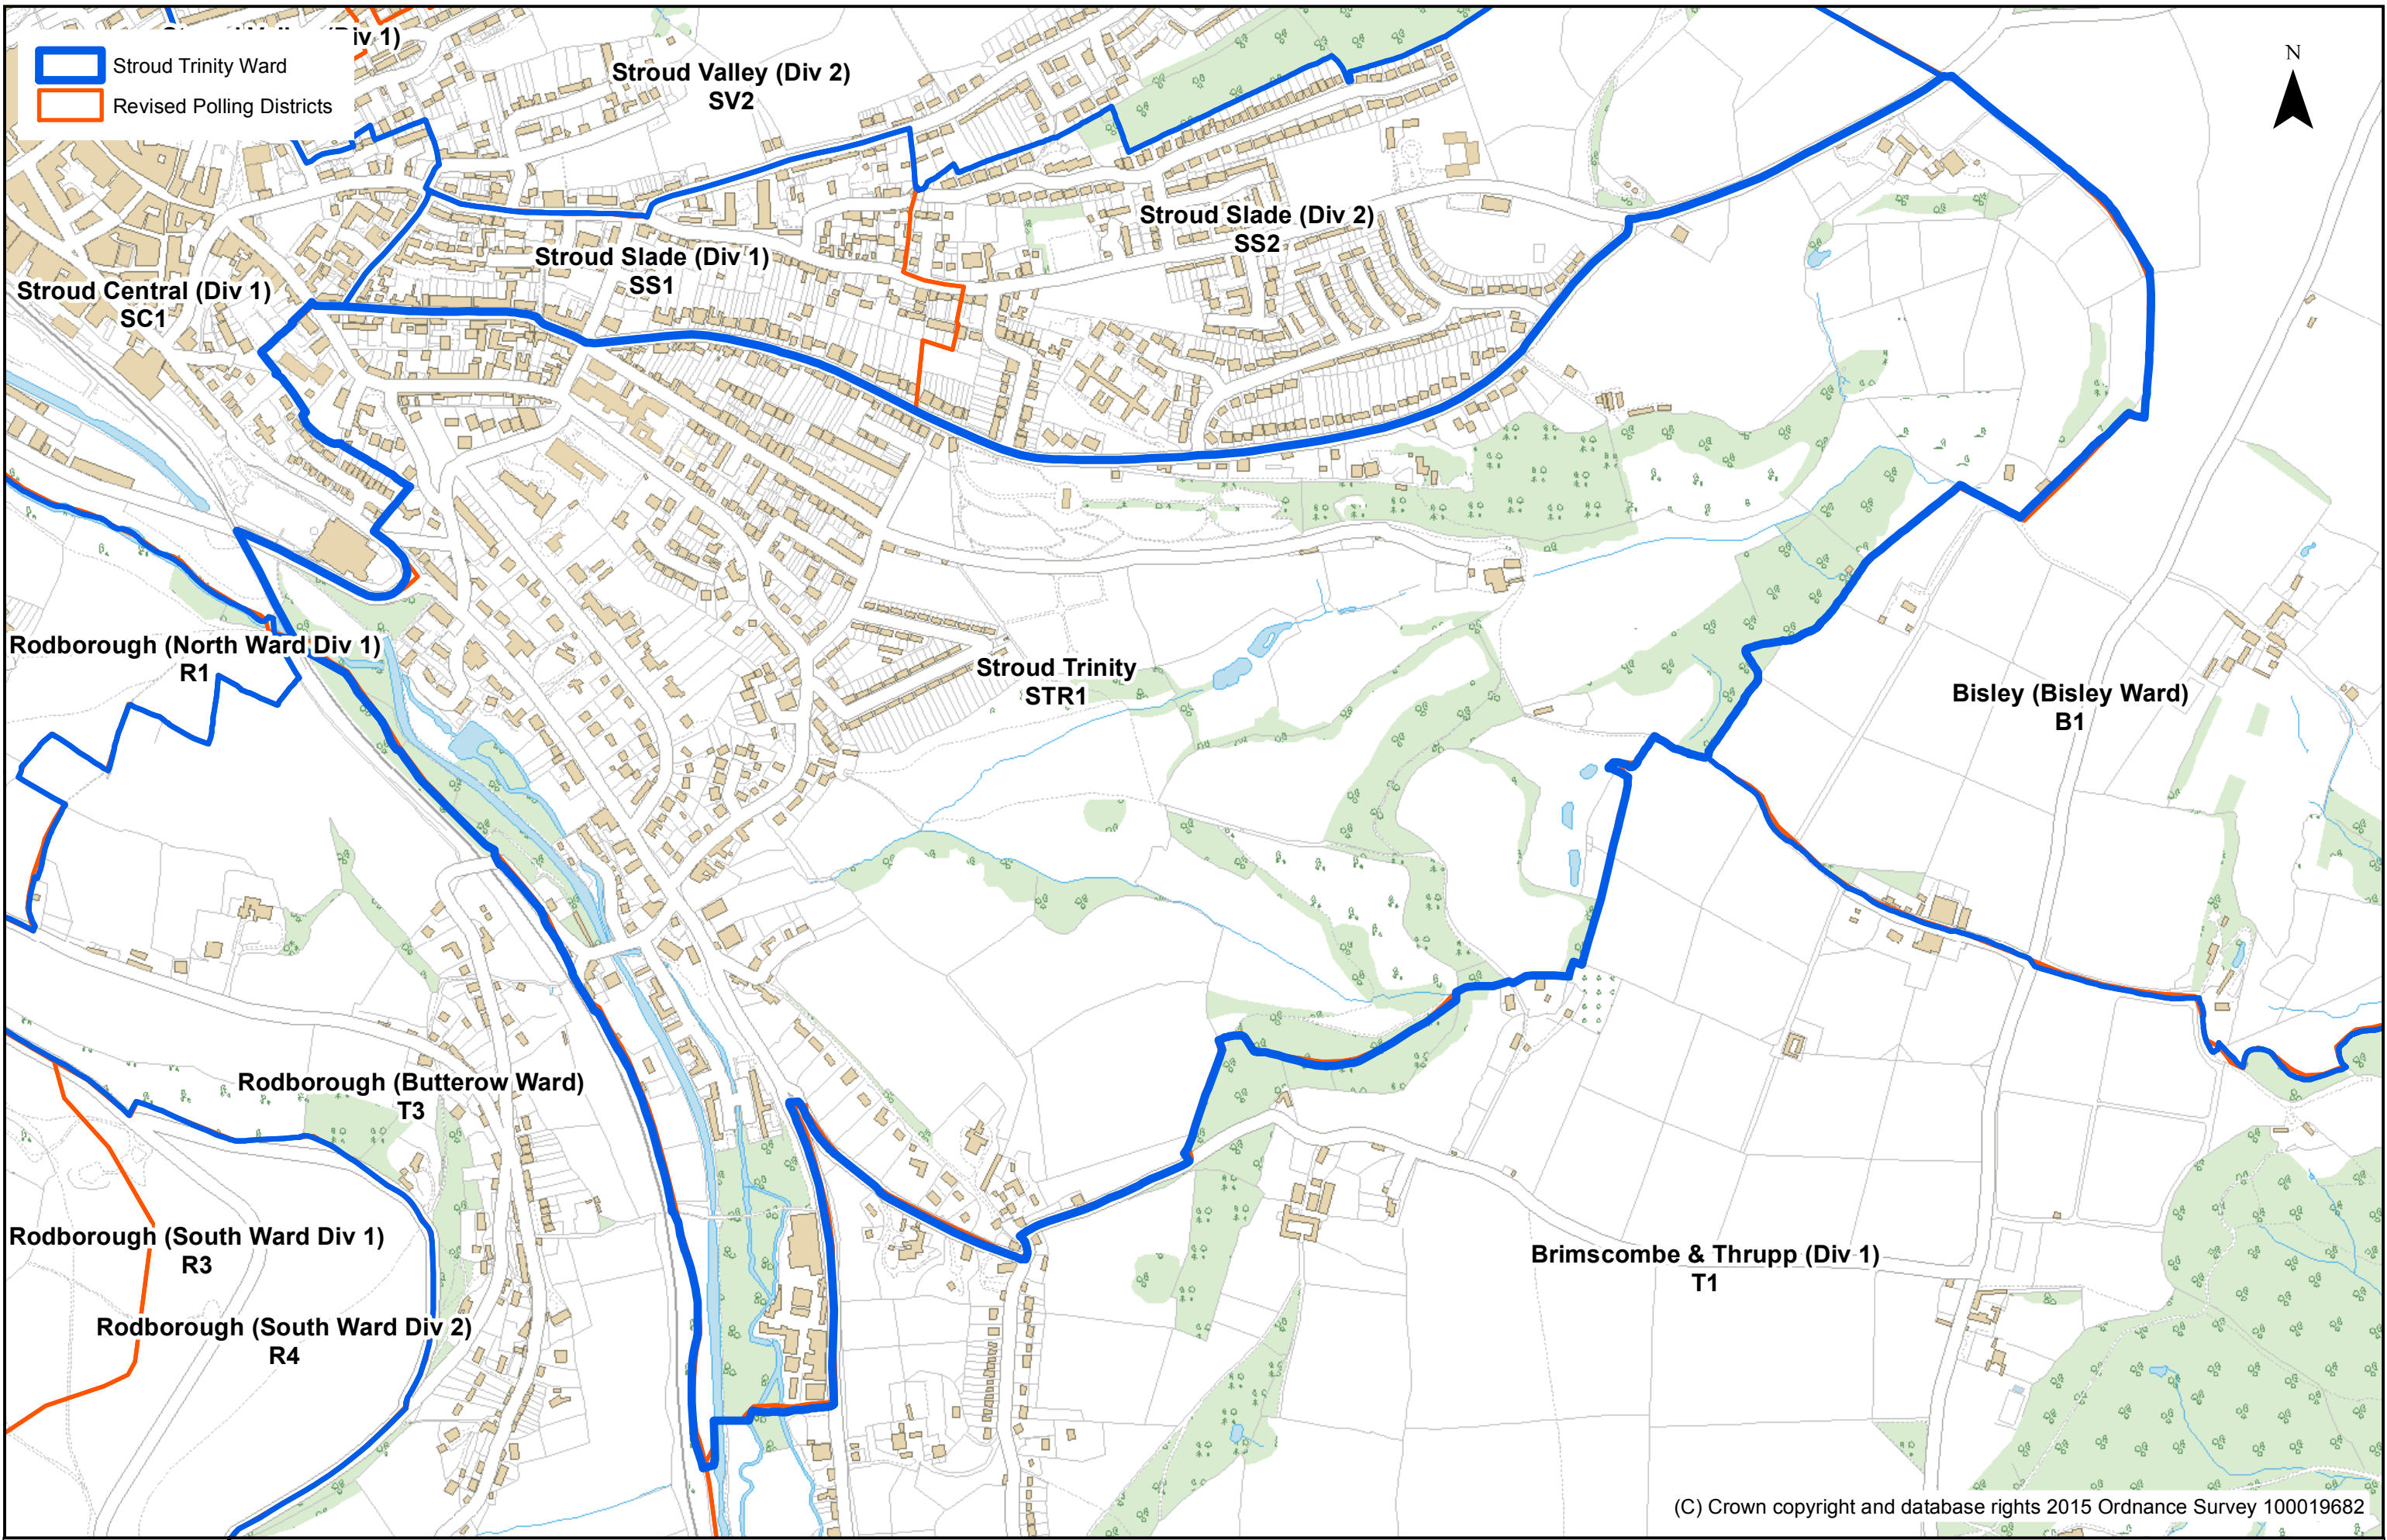 Div 1)
Stroud Trinity Ward
Revised Polling Districts
Stroud Valley (Div 2)
SV2
N
Stroud Slade (Div 2)
SS2
Stroud Slade (Div 1)
SS1
Stroud Central (Div 1)
SC1
Rodborough (North Ward Div 1)
R1
Stroud Trinity
STR1
Bisley (Bisley Ward)
B1
Rodborough (Butterow Ward)
T3
Rodborough (South Ward Div 1)
R3
Brimscombe & Thrupp (Div 1)
T1
Rodborough (South Ward Div 2)
R4
(C) Crown copyright and database rights 2015 Ordnance Survey 100019682